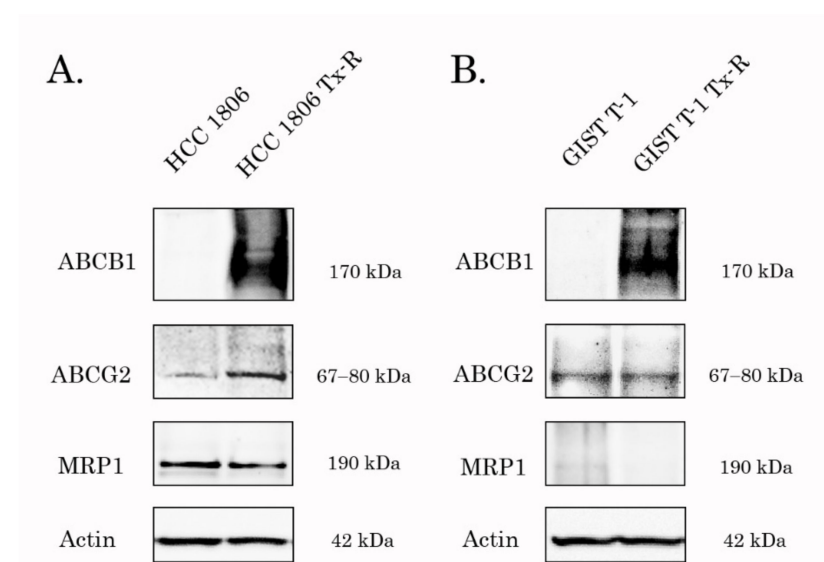 A.
HCC 1806
HCC 1806 Tx-R
ABCB1
170 kDa
ABCG2
67–80 kDa
MRP1
190 kDa
Actin
42 kDa
B.
GIST T-1
GIST T-1 Tx-R
ABCB1
170 kDa
ABCG2
67–80 kDa
MRP1
190 kDa
Actin
42 kDa